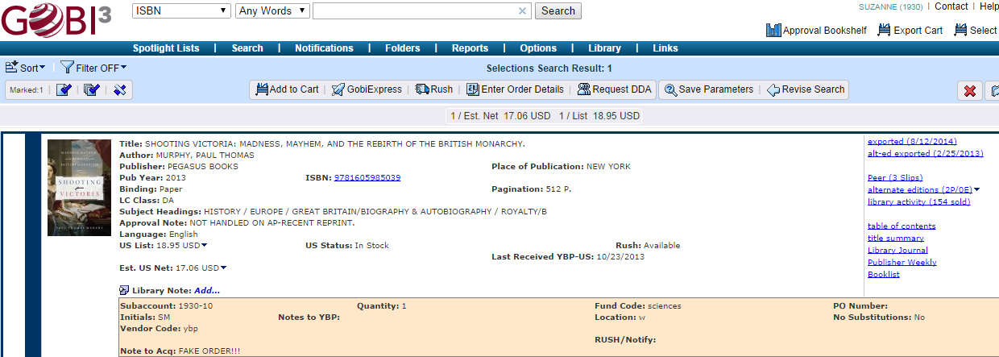 GOBI3 ISBN Any Words Search SUZANNE (1930) | Contact | Help
Approval Bookshelf Export Cart Select
Spotlight Lists | Search | Notifications | Folders | Reports | Options | Library | Links
Sort Filter OFF Selections Search Result: 1
Marked:1 Add to Cart GobiExpress Rush Enter Order Details Request DDA Save Parameters Revise Search
1 / Est. Net 17.06 USD 1 / List 18.95 USD
SHOOTING
VICTORIA
PAUL THOMAS MURPHY
Title: SHOOTING VICTORIA: MADNESS, MAYHEM, AND THE REBIRTH OF THE BRITISH MONARCHY.
Author: MURPHY, PAUL THOMAS
Publisher: PEGASUS BOOKS Place of Publication: NEW YORK
Pub Year: 2013 ISBN: 9781605985039
Binding: Paper Pagination: 512 P.
LC Class: DA
Subject Headings: HISTORY / EUROPE / GREAT BRITAIN/BIOGRAPHY & AUTOBIOGRAPHY / ROYALTY/B
Approval Note: NOT HANDLED ON AP-RECENT REPRINT.
Language: English
US List: 18.95 USD US Status: In Stock Rush: Available
Last Received YBP-US: 10/23/2013
Est. US Net: 17.06 USD
Library Note: Add...
exported (8/12/2014)
alt-ed exported (2/25/2013)
Peer (3 Slips)
alternate editions (2P/0E)
library activity (154 sold)
table of contents
title summary
Library Journal
Publisher Weekly
Booklist
Subaccount: 1930-10 Quantity: 1 Fund Code: sciences PO Number:
Initials: SM Notes to YBP: Location: w No Substitutions: No
Vendor Code: ybp
RUSH/Notify:
Note to Acq: FAKE ORDER!!!